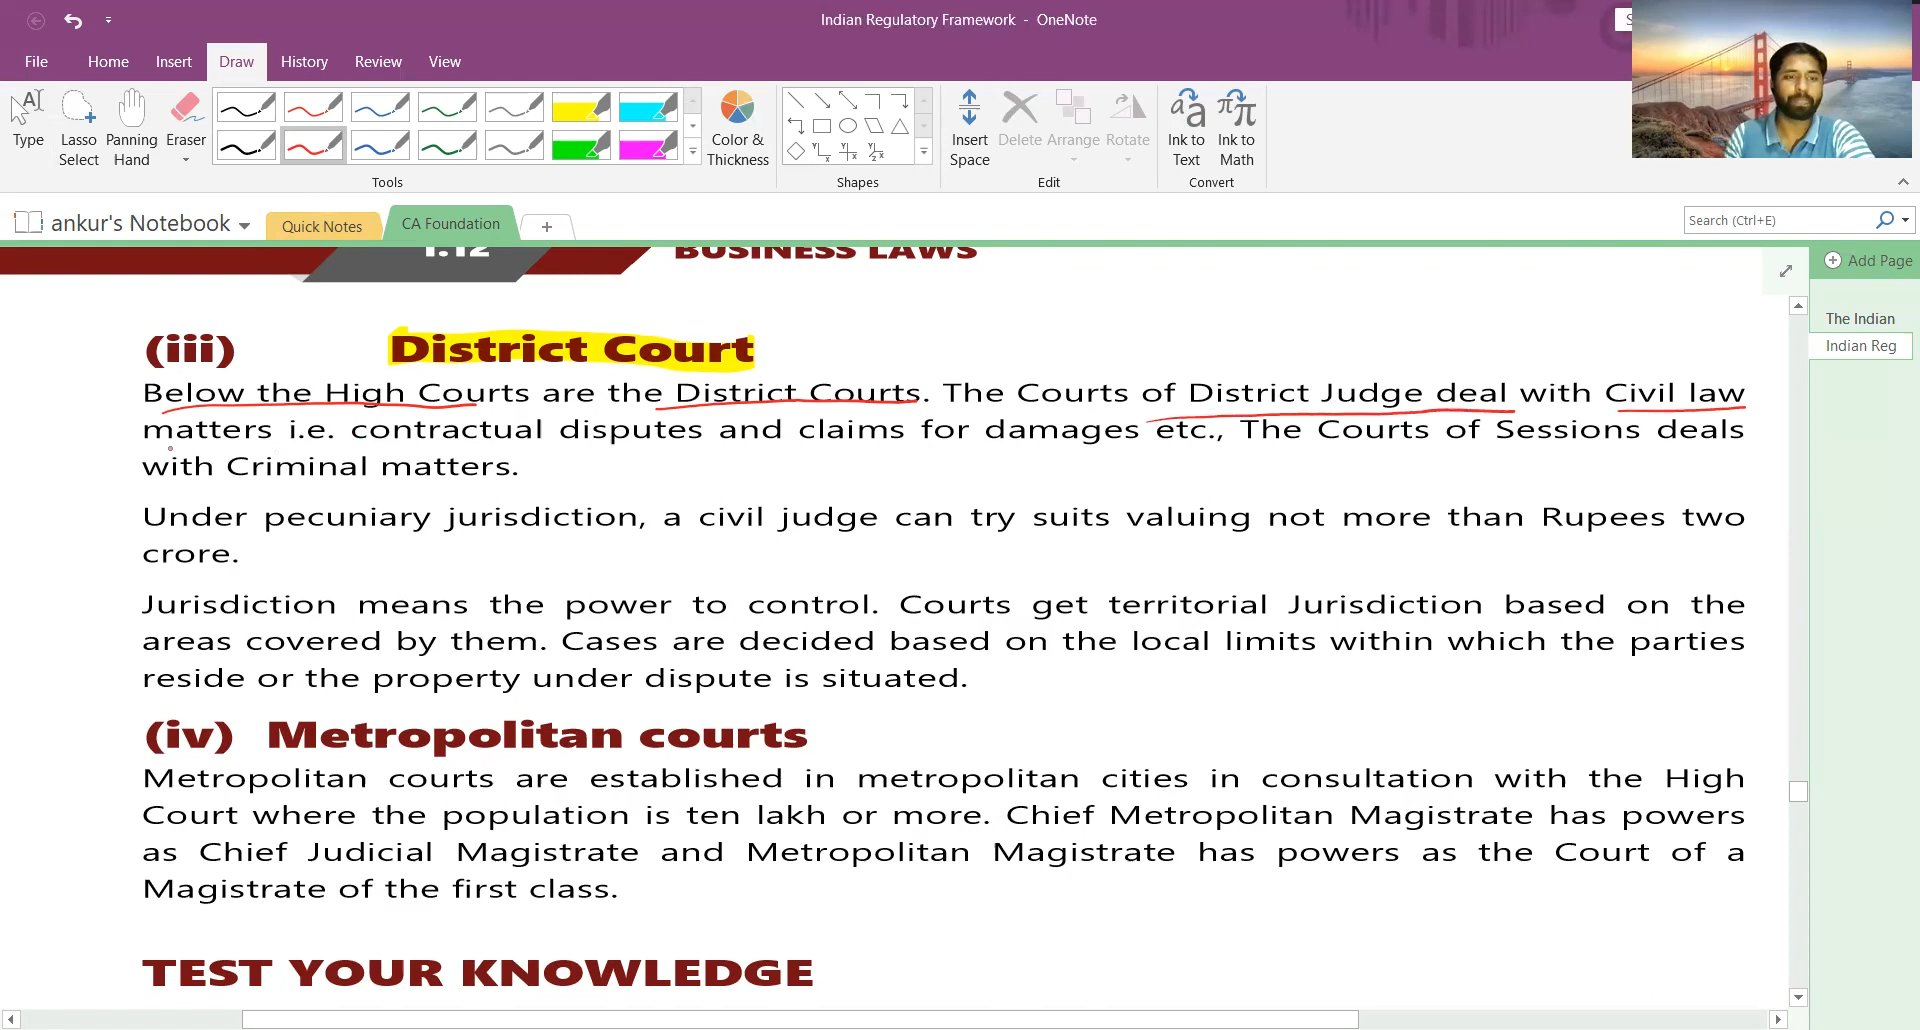 Indian Regulatory Framework - OneNote
File Home Insert Draw History Review View
Type
Lasso Select
Panning Hand
Eraser
Color & Thickness
Insert Space
Delete
Arrange
Rotate
Ink to Text
Ink to Math
Tools
Shapes
Edit
Convert
ankur's Notebook
Quick Notes
CA Foundation
Search (Ctrl+E)
1.12
BUSINESS LAWS
Add Page
The Indian
Indian Reg
(iii) District Court
Below the High Courts are the District Courts. The Courts of District Judge deal with Civil law
matters i.e. contractual disputes and claims for damages etc., The Courts of Sessions deals
with Criminal matters.
Under pecuniary jurisdiction, a civil judge can try suits valuing not more than Rupees two
crore.
Jurisdiction means the power to control. Courts get territorial Jurisdiction based on the
areas covered by them. Cases are decided based on the local limits within which the parties
reside or the property under dispute is situated.
(iv) Metropolitan courts
Metropolitan courts are established in metropolitan cities in consultation with the High
Court where the population is ten lakh or more. Chief Metropolitan Magistrate has powers
as Chief Judicial Magistrate and Metropolitan Magistrate has powers as the Court of a
Magistrate of the first class.
TEST YOUR KNOWLEDGE